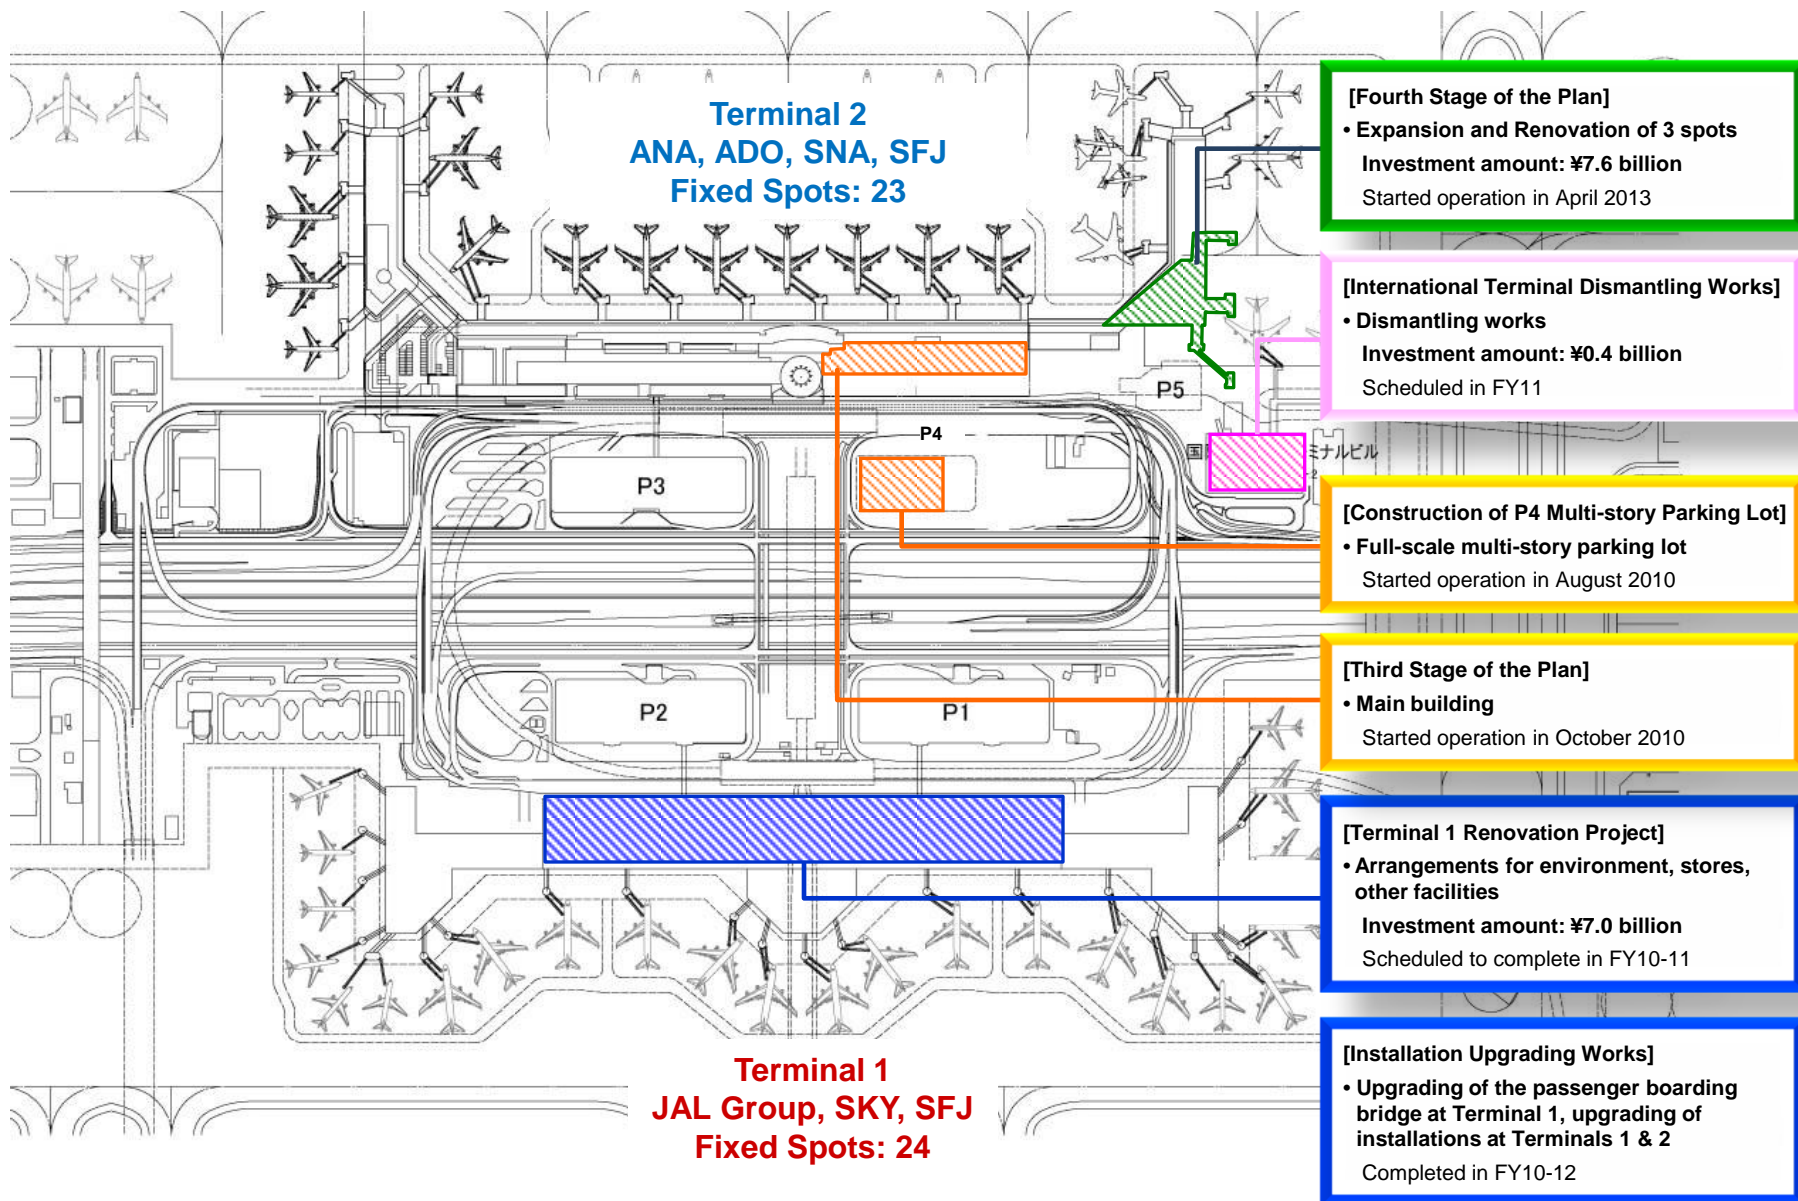 Terminal 2
ANA, ADO, SNA, SFJ
Fixed Spots: 23
[Fourth Stage of the Plan]
• Expansion and Renovation of 3 spots
Investment amount: ¥7.6 billion
Started operation in April 2013
[International Terminal Dismantling Works]
• Dismantling works
Investment amount: ¥0.4 billion
Scheduled in FY11
P5
P4
国
ミナルビル
P3
[Construction of P4 Multi-story Parking Lot]
• Full-scale multi-story parking lot
Started operation in August 2010
[Third Stage of the Plan]
• Main building
Started operation in October 2010
P2
P1
[Terminal 1 Renovation Project]
• Arrangements for environment, stores,
other facilities
Investment amount: ¥7.0 billion
Scheduled to complete in FY10-11
[Installation Upgrading Works]
• Upgrading of the passenger boarding
bridge at Terminal 1, upgrading of
installations at Terminals 1 & 2
Completed in FY10-12
Terminal 1
JAL Group, SKY, SFJ
Fixed Spots: 24